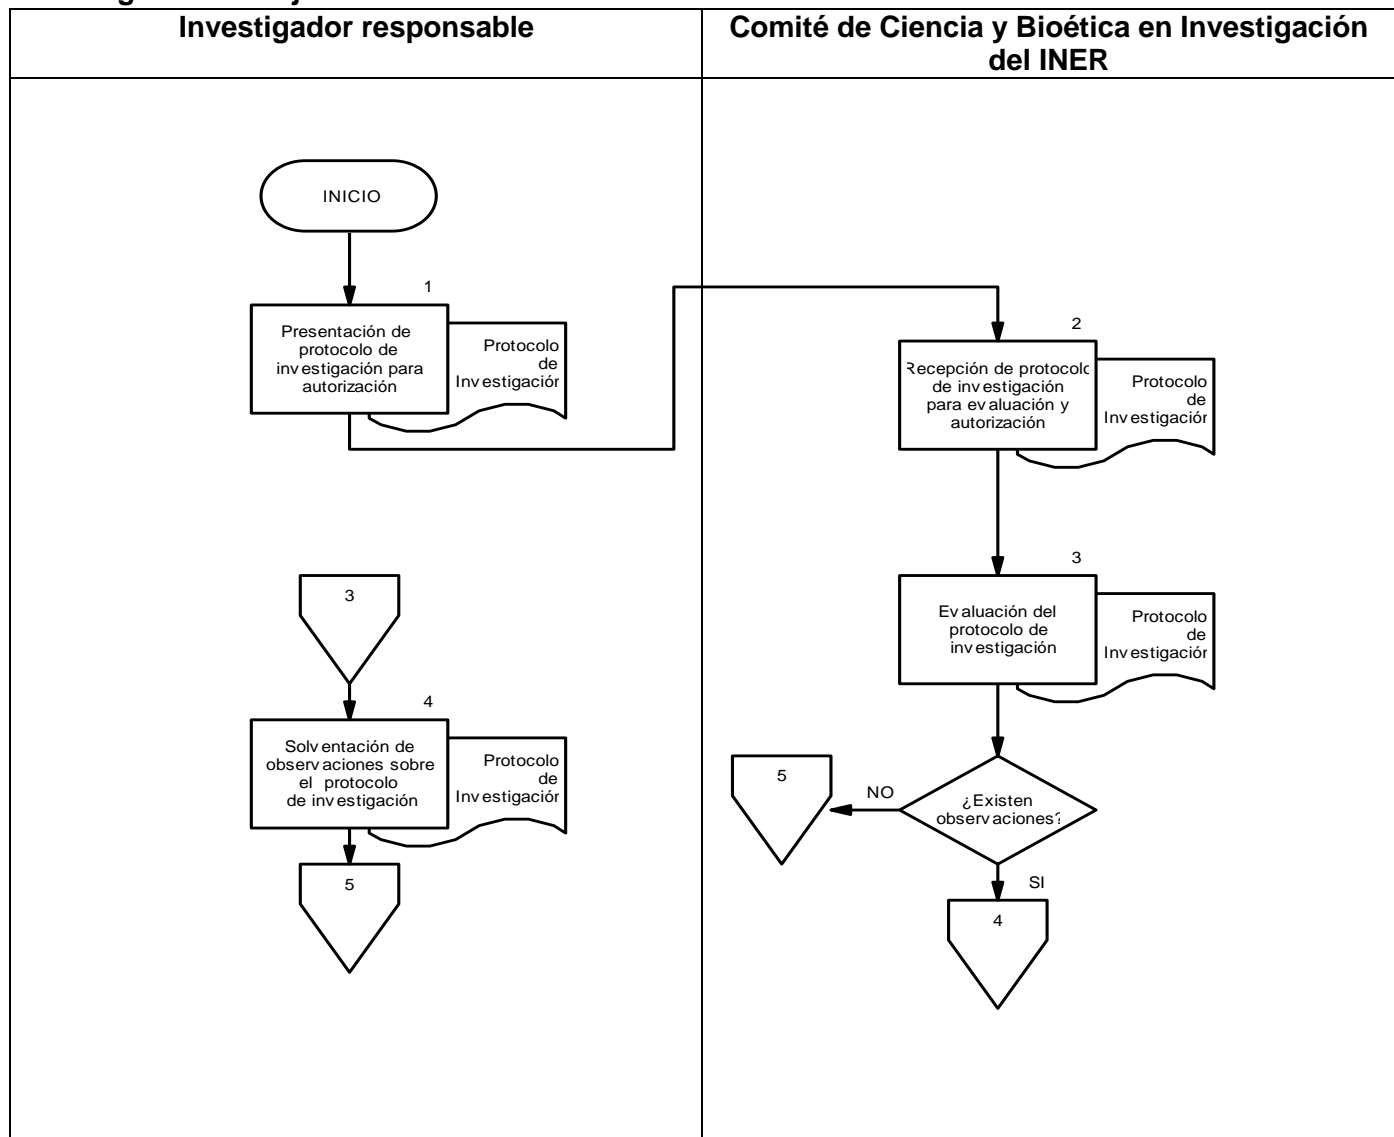 Investigador responsable
Comité de Ciencia y Bioética en Investigación
del INER
INICIO
1
Presentación de
protocolo de
investigación para
autorización
Protocolo
de
Investigación
2
Recepción de protocolo
de investigación
para evaluación y
autorización
Protocolo
de
Investigación
3
Evaluación del
protocolo de
investigación
Protocolo
de
Investigación
3
4
Solventación de
observaciones sobre
el protocolo
de investigación
Protocolo
de
Investigación
5
¿Existen
observaciones?
NO
5
SI
4